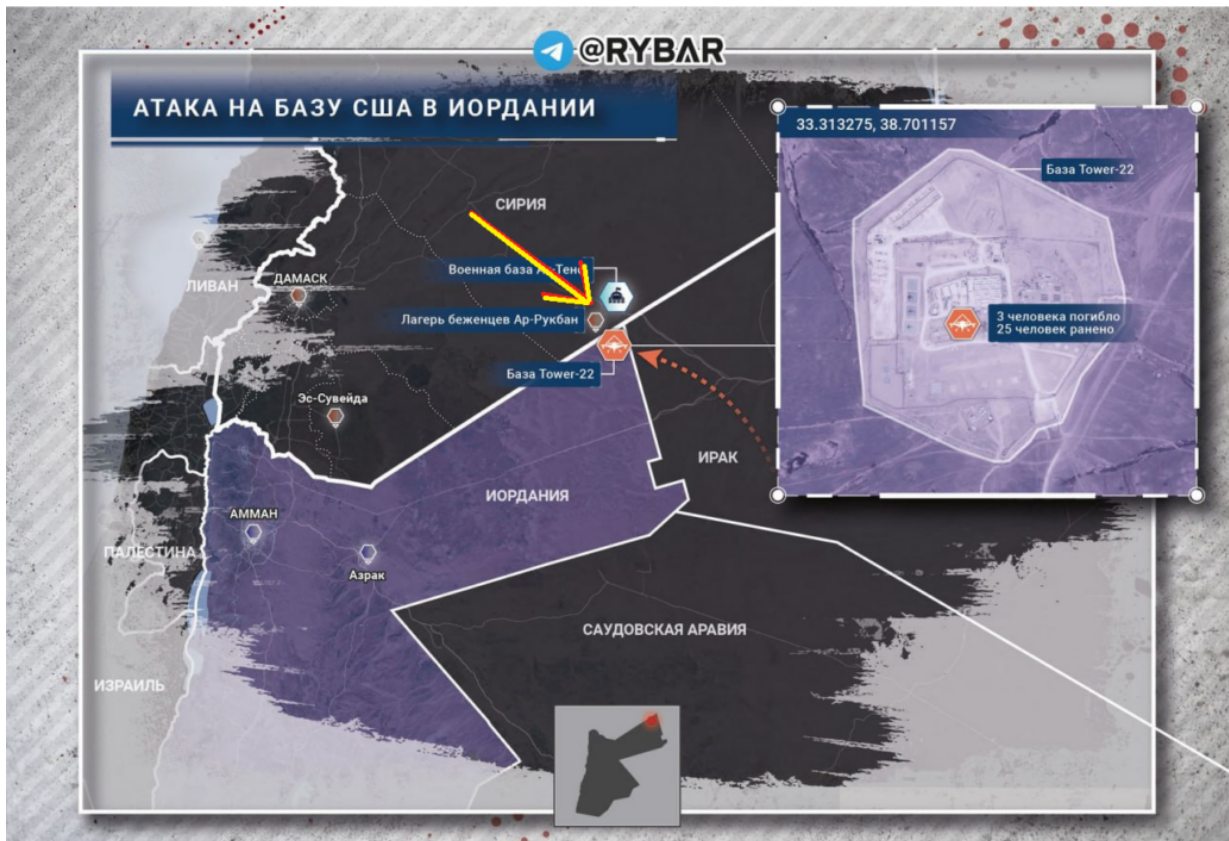 @RYBAR
АТАКА НА БАЗУ США В ИОРДАНИИ
33.313275, 38.701157
База Tower-22
3 человека погибло
25 человек ранено
СИРИЯ
Военная база
ЛИВАН
ДАМАСК
Лагерь беженцев Ар-Рукбан
База Tower-22
Эс-Сувейда
ИРАК
ИОРДАНИЯ
АММАН
ПАЛЕСТИНА
Азрак
САУДОВСКАЯ АРАВИЯ
ИЗРАИЛЬ